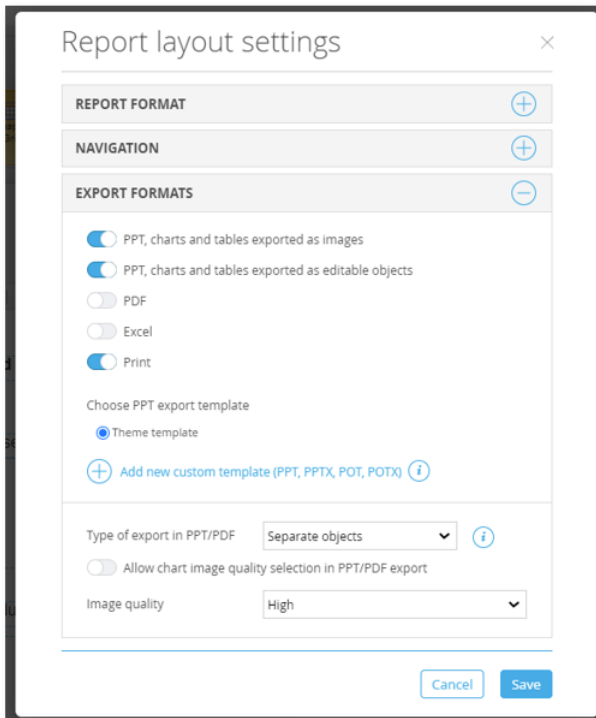 Report layout settings
REPORT FORMAT
NAVIGATION
EXPORT FORMATS
PPT, charts and tables exported as images
PPT, charts and tables exported as editable objects
PDF
Excel
Print
Choose PPT export template
Theme template
Add new custom template (PPT, PPTX, POT, POTX)
Type of export in PPT/PDF Separate objects
Allow chart image quality selection in PPT/PDF export
Image quality High
Cancel Save